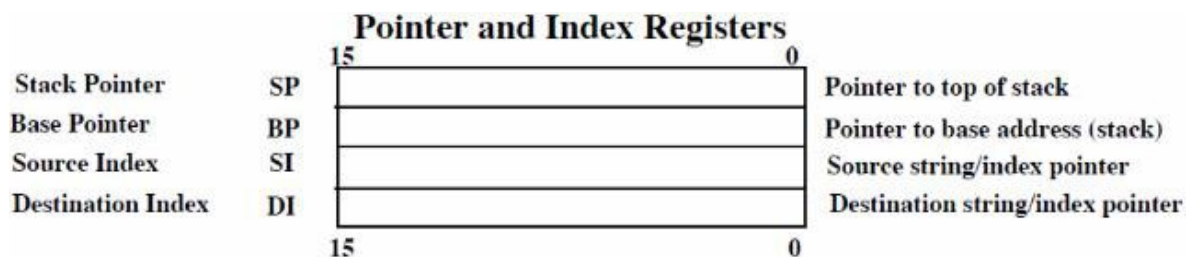 Pointer and Index Registers
15 0
Stack Pointer SP Pointer to top of stack
Base Pointer BP Pointer to base address (stack)
Source Index SI Source string/index pointer
Destination Index DI Destination string/index pointer
15 0